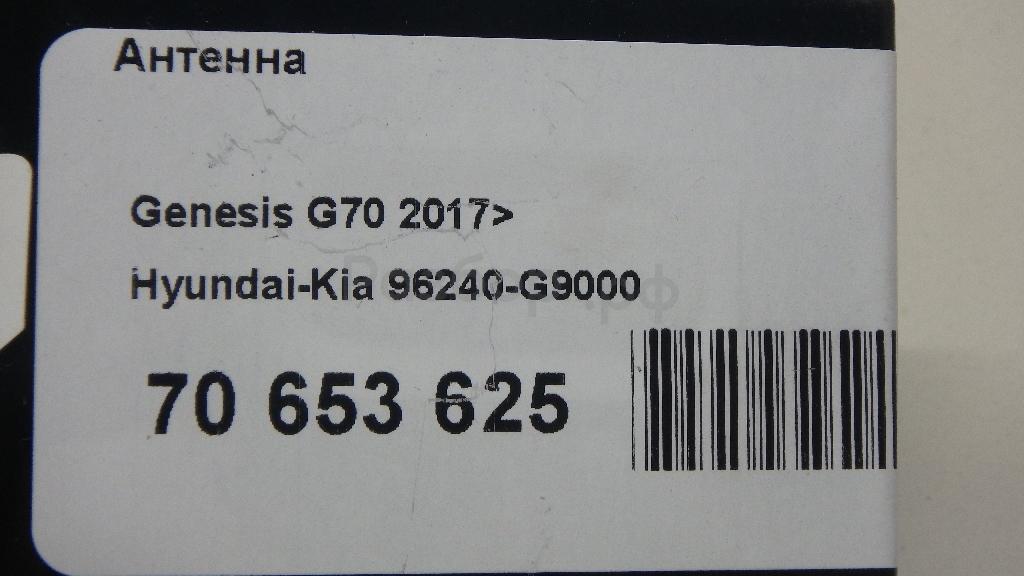 Антенна
Genesis G70 2017>
Hyundai-Kia 96240-G9000
70 653 625